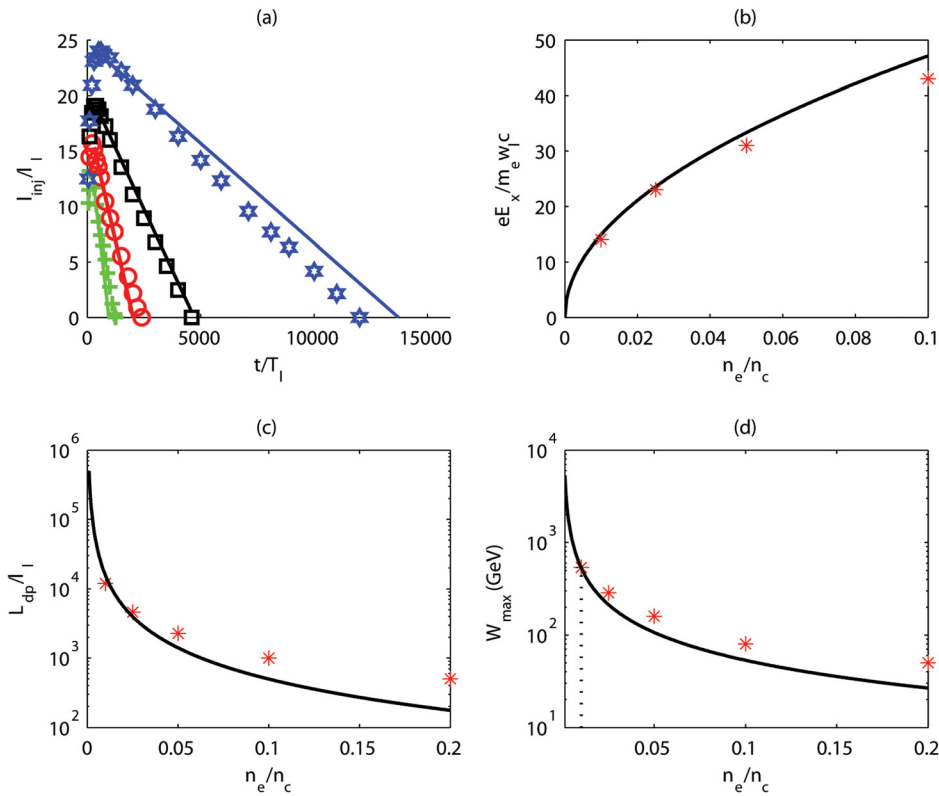 (a)
25
20
15
10
5
0
l_inj/l_l
0 5000 10000 15000
t/T_l
(b)
50
40
30
20
10
0
eE_x/m_e w_l c
0 0.02 0.04 0.06 0.08 0.1
n_e/n_c
(c)
10^6
10^5
10^4
10^3
10^2
L_dp/l_l
0 0.05 0.1 0.15 0.2
n_e/n_c
(d)
10^4
10^3
10^2
10^1
W_max (GeV)
0.05 0.1 0.15 0.2
n_e/n_c